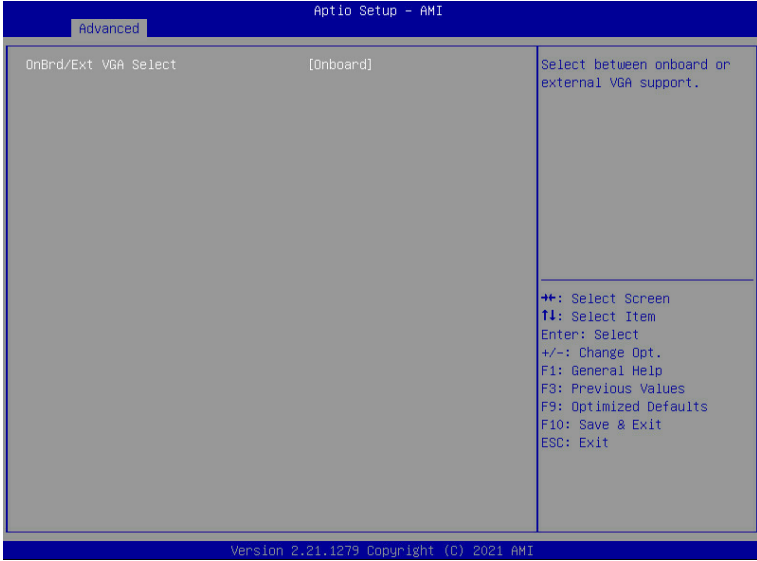 Aptio Setup – AMI
Advanced
OnBrd/Ext VGA Select [Onboard]
Select between onboard or
external VGA support.
→←: Select Screen
↑↓: Select Item
Enter: Select
+/-: Change Opt.
F1: General Help
F3: Previous Values
F9: Optimized Defaults
F10: Save & Exit
ESC: Exit
Version 2.21.1279 Copyright (C) 2021 AMI